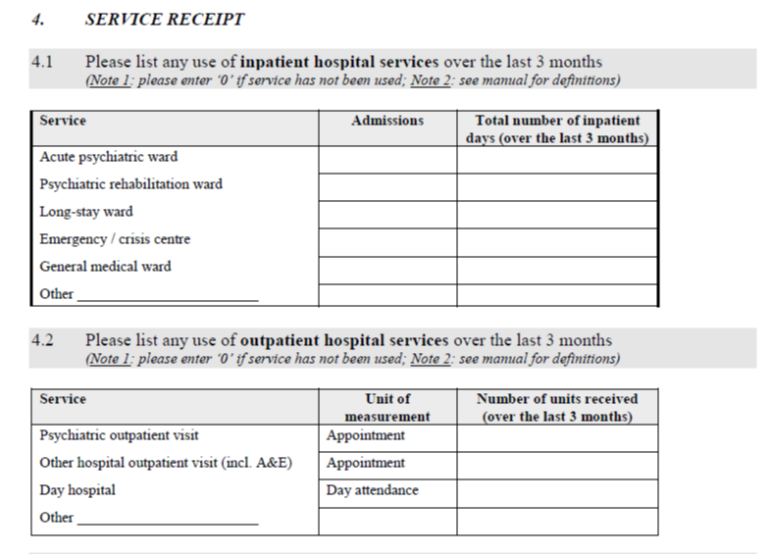 4. SERVICE RECEIPT
4.1 Please list any use of inpatient hospital services over the last 3 months
(Note 1: please enter ‘0’ if service has not been used; Note 2: see manual for definitions)
Service Admissions Total number of inpatient
days (over the last 3 months)
Acute psychiatric ward
Psychiatric rehabilitation ward
Long-stay ward
Emergency / crisis centre
General medical ward
Other
4.2 Please list any use of outpatient hospital services over the last 3 months
(Note 1: please enter ‘0’ if service has not been used; Note 2: see manual for definitions)
Service Unit of Number of units received
measurement (over the last 3 months)
Psychiatric outpatient visit Appointment
Other hospital outpatient visit (incl. A&E) Appointment
Day hospital Day attendance
Other